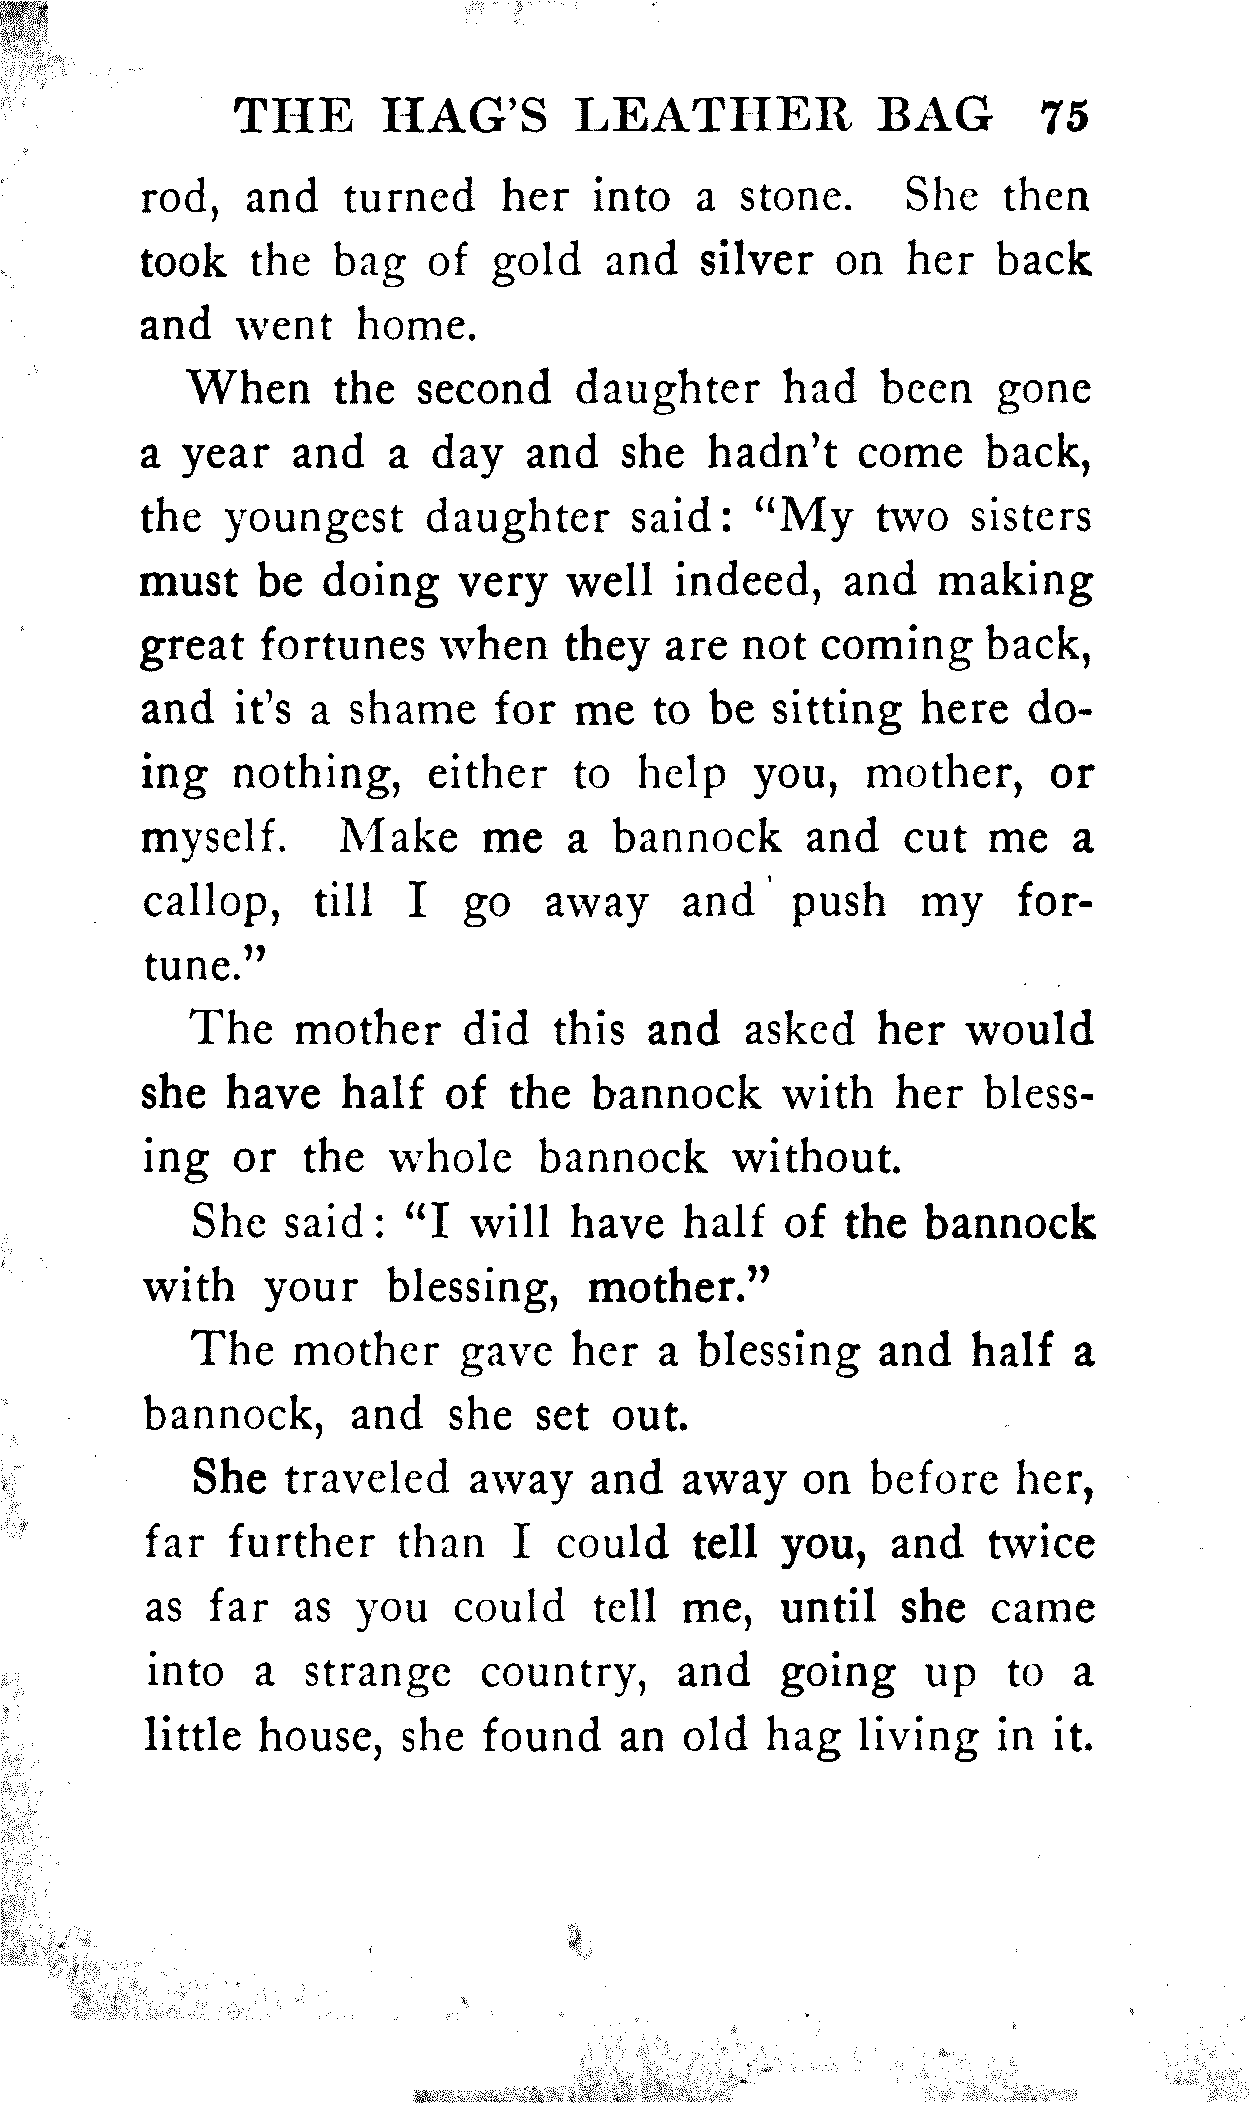 THE HAG'S LEATHER BAG 75
rod, and turned her into a stone. She then
took the bag of gold and silver on her back
and went home.
When the second daughter had been gone
a year and a day and she hadn't come back,
the youngest daughter said: "My two sisters
must be doing very well indeed, and making
great fortunes when they are not coming back,
and it's a shame for me to be sitting here do-
ing nothing, either to help you, mother, or
myself. Make me a bannock and cut me a
callop, till I go away and push my for-
tune."
The mother did this and asked her would
she have half of the bannock with her bless-
ing or the whole bannock without.
She said: "I will have half of the bannock
with your blessing, mother."
The mother gave her a blessing and half a
bannock, and she set out.
She traveled away and away on before her,
far further than I could tell you, and twice
as far as you could tell me, until she came
into a strange country, and going up to a
little house, she found an old hag living in it.